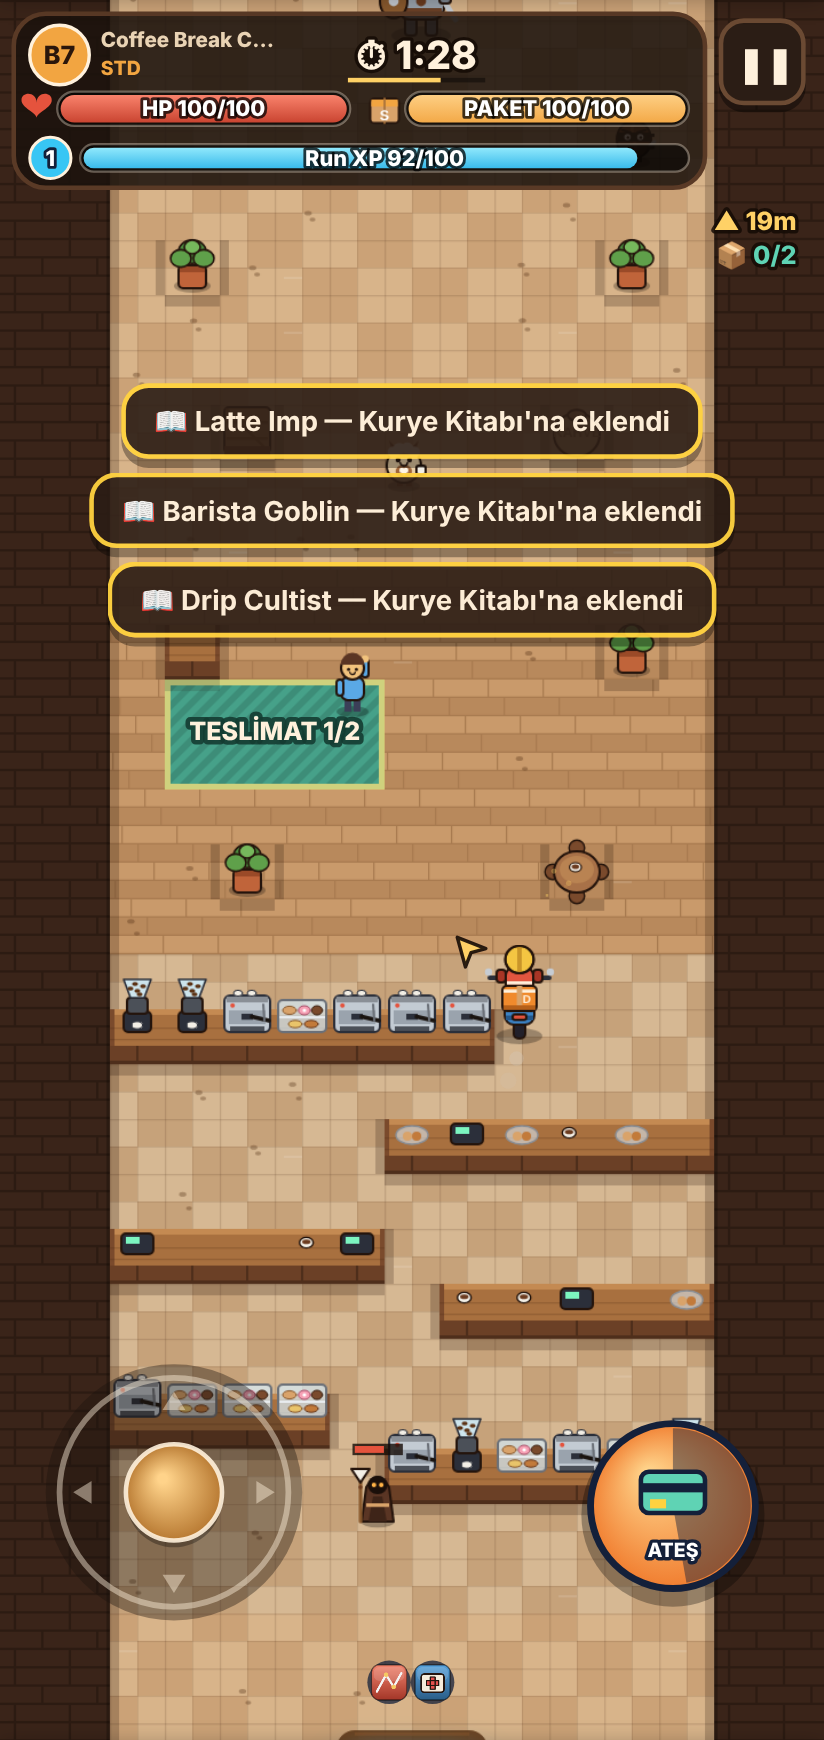 B7
Coffee Break C...
STD
1:28
HP 100/100
S
PAKET 100/100
1
Run XP 92/100
19m
0/2
Latte Imp — Kurye Kitabı'na eklendi
Barista Goblin — Kurye Kitabı'na eklendi
Drip Cultist — Kurye Kitabı'na eklendi
TESLİMAT 1/2
D
ATEŞ